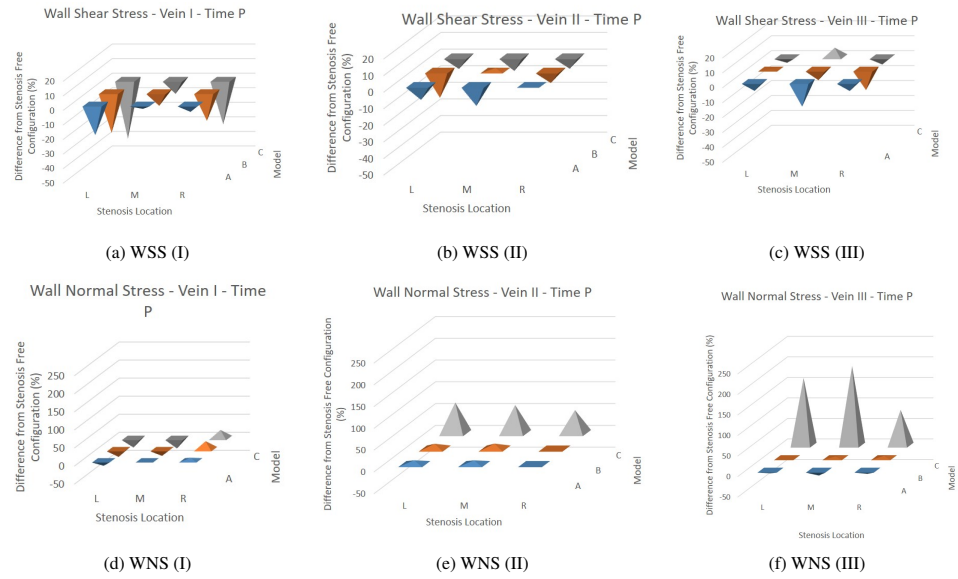 Wall Shear Stress - Vein I - Time P
Difference from Stenosis Free
Configuration (%)
20
10
0
-10
-20
-30
-40
-50
L
M
R
A
B
C
Model
Stenosis Location
(a) WSS (I)
Wall Shear Stress - Vein II - Time P
Difference from Stenosis Free
Configuration (%)
20
10
0
-10
-20
-30
-40
-50
L
M
R
A
B
C
Model
Stenosis Location
(b) WSS (II)
Wall Shear Stress - Vein III - Time P
Difference from Stenosis Free
Configuration (%)
20
10
0
-10
-20
-30
-40
-50
L
M
R
A
Model
Stenosis Location
(c) WSS (III)
Wall Normal Stress - Vein I - Time
P
Difference from Stenosis Free
Configuration (%)
250
200
150
100
50
0
-50
L
M
R
A
C
Model
Stenosis Location
(d) WNS (I)
Wall Normal Stress - Vein II - Time P
Difference from Stenosis Free Configuration
(%)
250
200
150
100
50
0
-50
L
M
R
A
B
C
Model
Stenosis Location
(e) WNS (II)
Wall Normal Stress - Vein III - Time P
Difference from Stenosis Free Configuration (%)
250
200
150
100
50
0
-50
L
M
R
A
B
C
Model
Stenosis Location
(f) WNS (III)